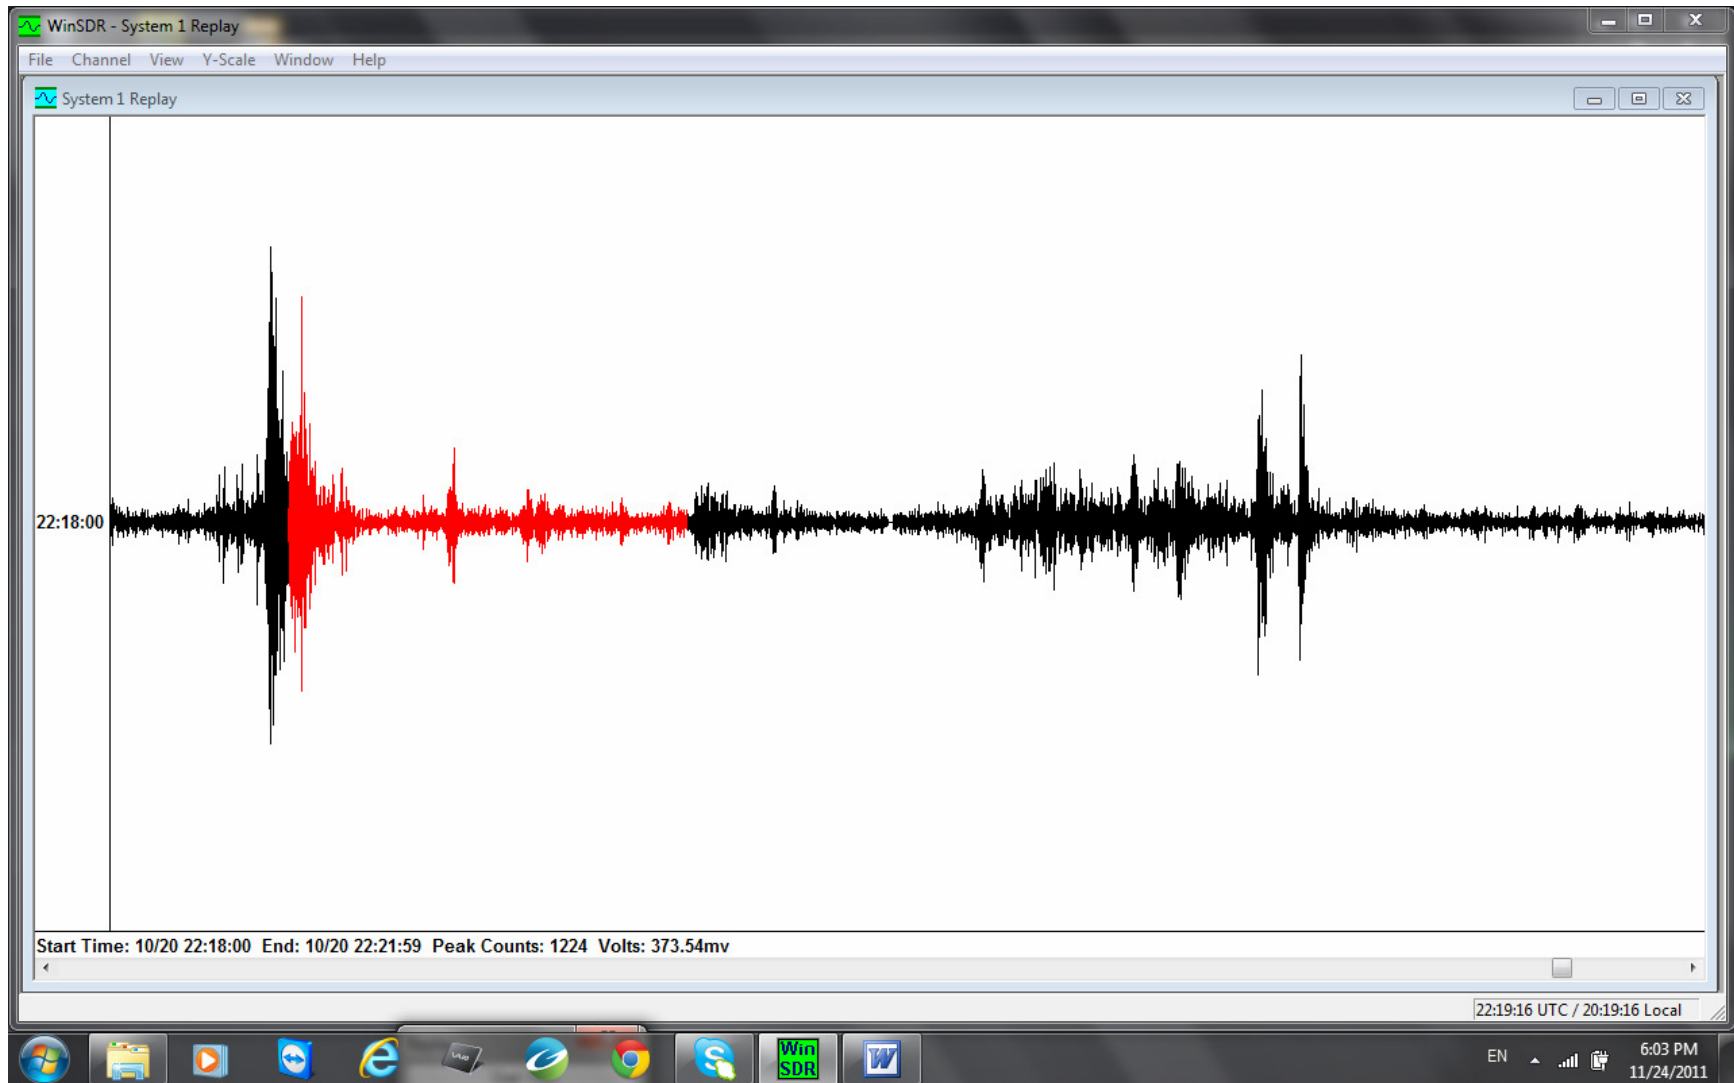 WinSDR - System 1 Replay
File Channel View Y-Scale Window Help
System 1 Replay
22:18:00
Start Time: 10/20 22:18:00 End: 10/20 22:21:59 Peak Counts: 1224 Volts: 373.54mv
22:19:16 UTC / 20:19:16 Local
Win
SDR
EN
6:03 PM
11/24/2011